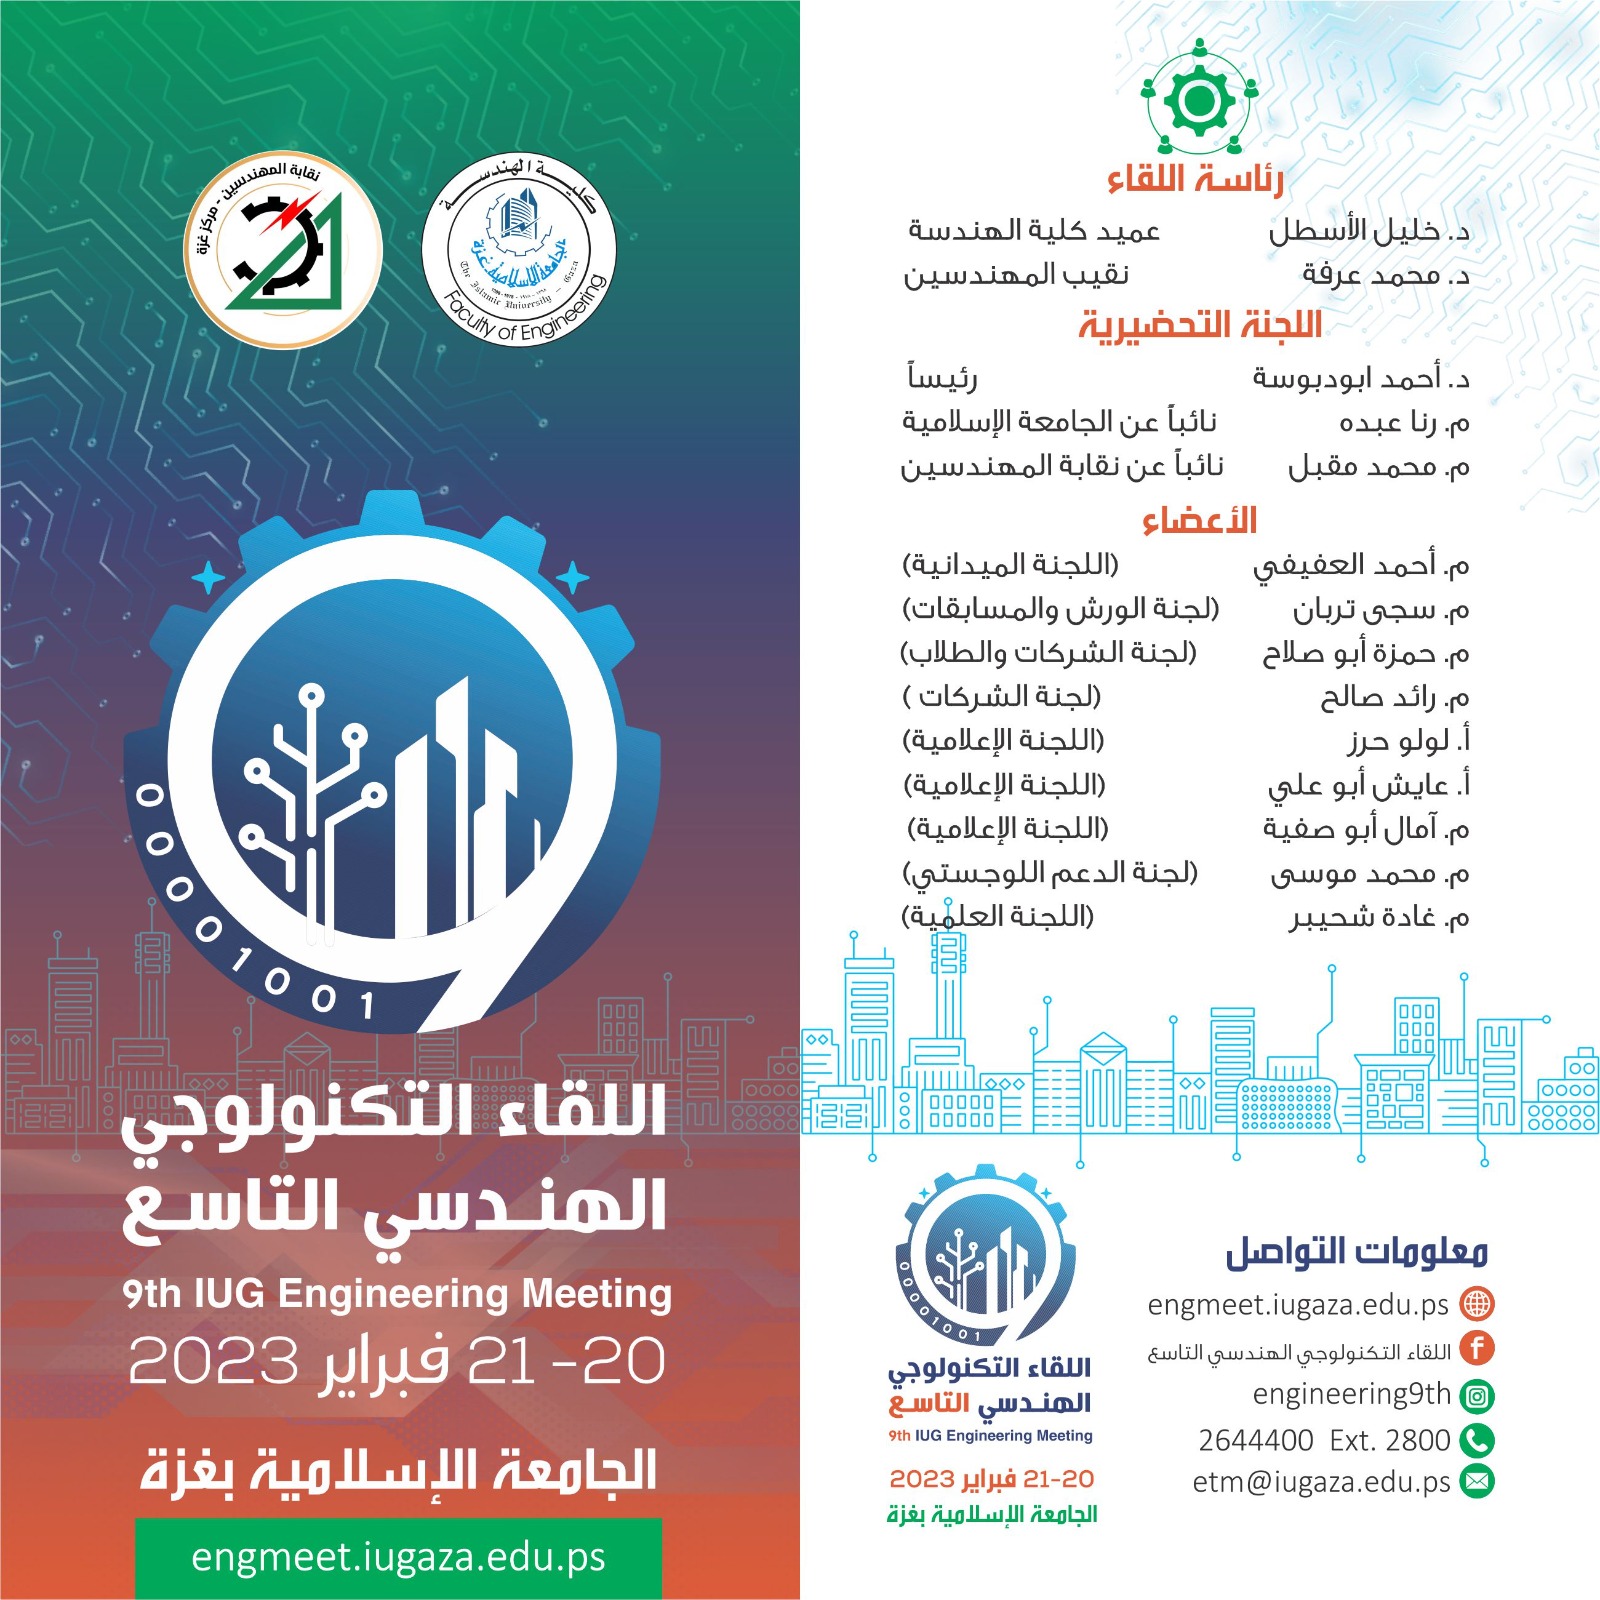 نقابة المهندسين - مركز غزة
كلية الهندسة
الجامعة الإسلامية غزة
The Islamic University - Gaza
Faculty of Engineering
00001001
اللقاء التكنولوجي
الهندسي التاسع
9th IUG Engineering Meeting
20- 21 فبراير 2023
الجامعة الإسلامية بغزة
engmeet.iugaza.edu.ps
رئاسة اللقاء
د. خليل الأسطل عميد كلية الهندسة
د. محمد عرفة نقيب المهندسين
اللجنة التحضيرية
د. أحمد ابودبوسة رئيساً
م. رنا عبده نائباً عن الجامعة الإسلامية
م. محمد مقبل نائباً عن نقابة المهندسين
الأعضاء
م. أحمد العفيفي (اللجنة الميدانية)
م. سجى تربان (لجنة الورش والمسابقات)
م. حمزة أبو صلاح (لجنة الشركات والطلاب)
م. رائد صالح (لجنة الشركات )
أ. لولو حرز (اللجنة الإعلامية)
أ. عايش أبو علي (اللجنة الإعلامية)
م. آمال أبو صفية (اللجنة الإعلامية)
م. محمد موسى (لجنة الدعم اللوجستي)
م. غادة شحيبر (اللجنة العلمية)
معلومات التواصل
engmeet.iugaza.edu.ps
اللقاء التكنولوجي الهندسي التاسع
engineering9th
2644400 Ext. 2800
etm@iugaza.edu.ps
00001001
اللقاء التكنولوجي
الهندسي التاسع
9th IUG Engineering Meeting
20-21 فبراير 2023
الجامعة الإسلامية بغزة